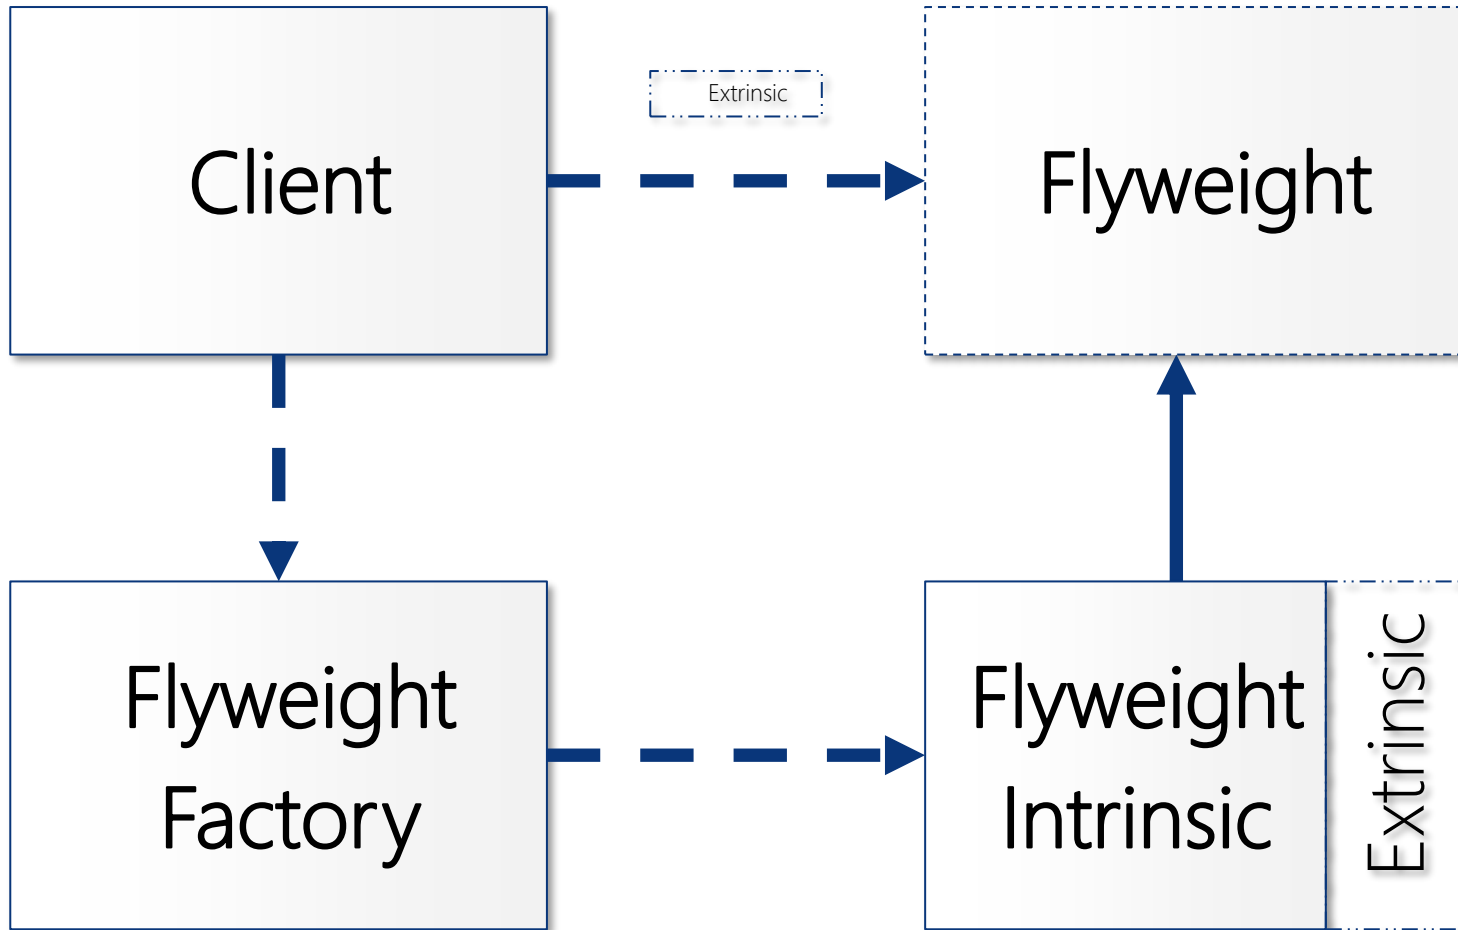 Client
Extrinsic
Flyweight
Flyweight
Factory
Flyweight
Intrinsic
Extrinsic